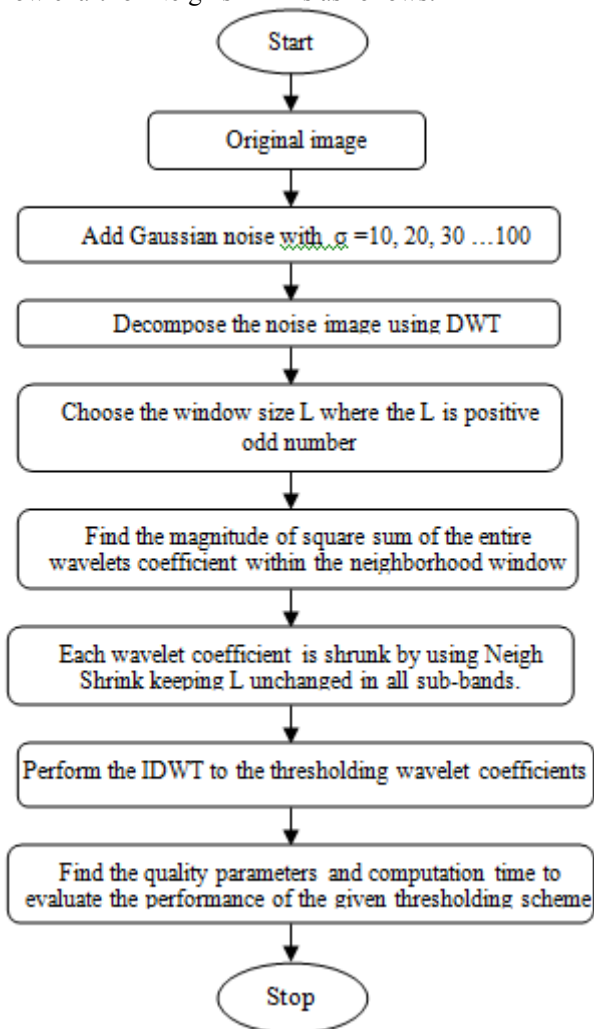 Start
Original image
Add Gaussian noise with σ =10, 20, 30 ...100
Decompose the noise image using DWT
Choose the window size L where the L is positive
odd number
Find the magnitude of square sum of the entire
wavelets coefficient within the neighborhood window
Each wavelet coefficient is shrunk by using Neigh
Shrink keeping L unchanged in all sub-bands.
Perform the IDWT to the thresholding wavelet coefficients
Find the quality parameters and computation time to
evaluate the performance of the given thresholding scheme
Stop